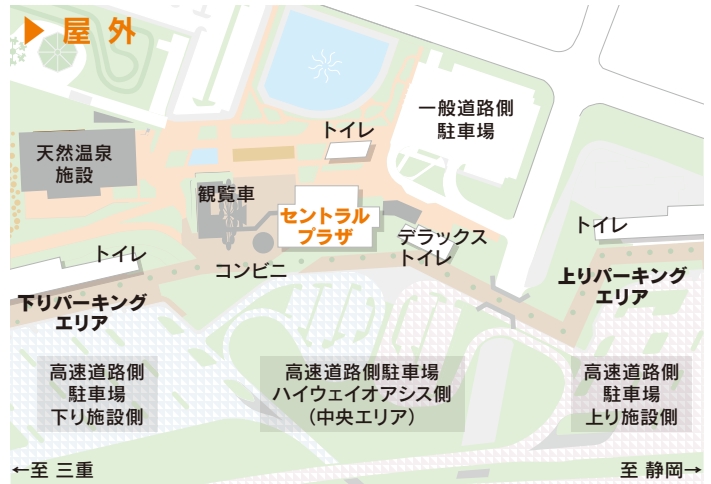 ▶ 屋外
一般道路側
駐車場
トイレ
天然温泉
施設
観覧車
セントラル
プラザ
デラックス
トイレ
トイレ
トイレ
コンビニ
上りパーキング
エリア
下りパーキング
エリア
高速道路側
駐車場
下り施設側
高速道路側駐車場
ハイウェイオアシス側
（中央エリア）
高速道路側
駐車場
上り施設側
←至 三重
至 静岡→